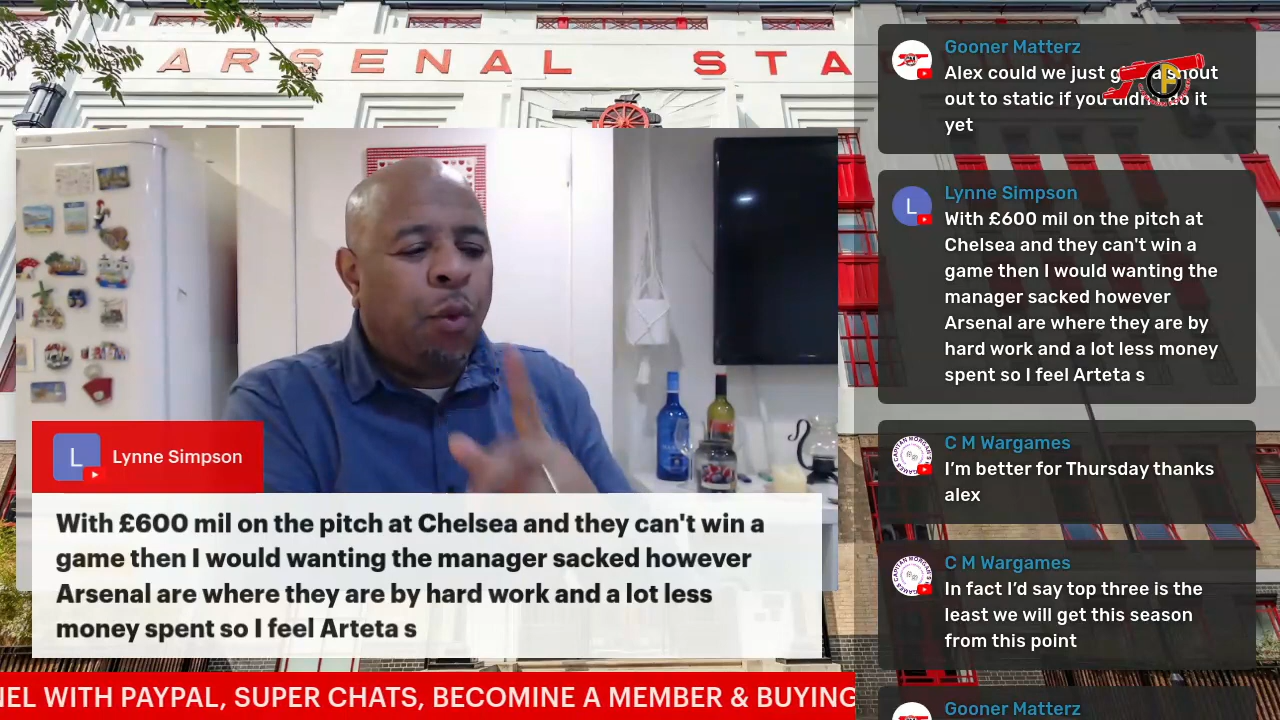 ARSENAL STA
Gooner Matterz
Alex could we just shout
out to static if you it
yet
Lynne Simpson
With £600 mil on the pitch at
Chelsea and they can't win a
game then I would wanting the
manager sacked however
Arsenal are where they are by
hard work and a lot less money
spent so I feel Arteta s
C M Wargames
I’m better for Thursday thanks
alex
C M Wargames
In fact I’d say top three is the
least we will get this season
from this point
Gooner Matterz
L
L
Lynne Simpson
With £600 mil on the pitch at Chelsea and they can't win a
game then I would wanting the manager sacked however
Arsenal are where they are by hard work and a lot less
money spent so I feel Arteta s
NEL WITH PAYPAL, SUPER CHATS, BECOMINE A MEMBER & BUYING